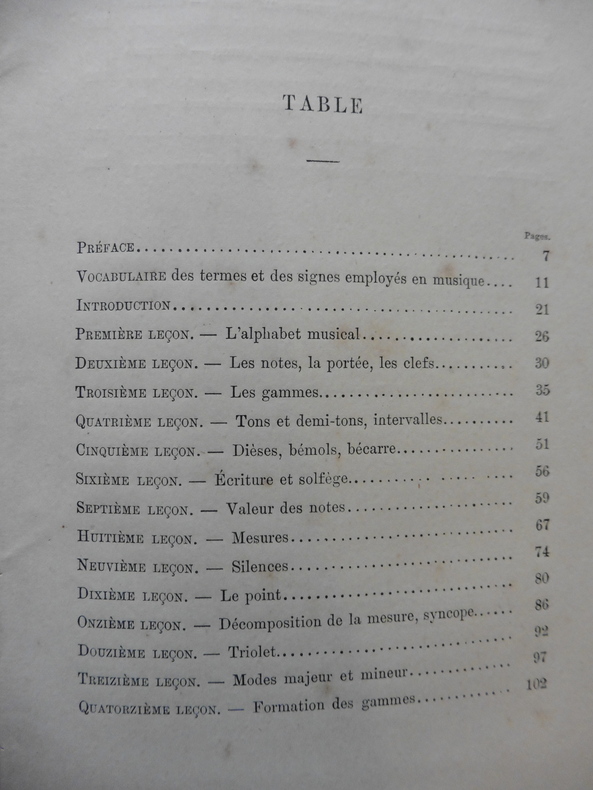 TABLE
Pages.
PRÉFACE........................................... 7
VOCABULAIRE des termes et des signes employés en musique.... 11
INTRODUCTION........................................ 21
PREMIÈRE LEÇON. — L'alphabet musical.................... 26
DEUXIÈME LEÇON. — Les notes, la portée, les clefs.......... 30
TROISIÈME LEÇON. — Les gammes......................... 35
QUATRIÈME LEÇON. — Tons et demi-tons, intervalles......... 41
CINQUIÈME LEÇON. — Dièses, bémols, bécarre............... 51
SIXIÈME LEÇON. — Écriture et solfège.................... 56
SEPTIÈME LEÇON. — Valeur des notes..................... 59
HUITIÈME LEÇON. — Mesures............................ 67
NEUVIÈME LEÇON. — Silences........................... 74
DIXIÈME LEÇON. — Le point............................ 80
ONZIÈME LEÇON. — Décomposition de la mesure, syncope...... 86
DOUZIÈME LEÇON. — Triolet............................ 92
TREIZIÈME LEÇON. — Modes majeur et mineur.............. 97
QUATORZIÈME LEÇON. — Formation des gammes............. 102